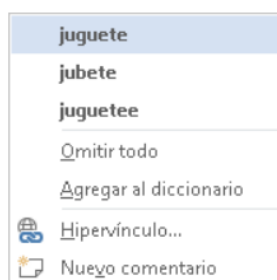 juguete
jubete
juguetee
Omitir todo
Agregar al diccionario
Hipervínculo...
Nuevo comentario